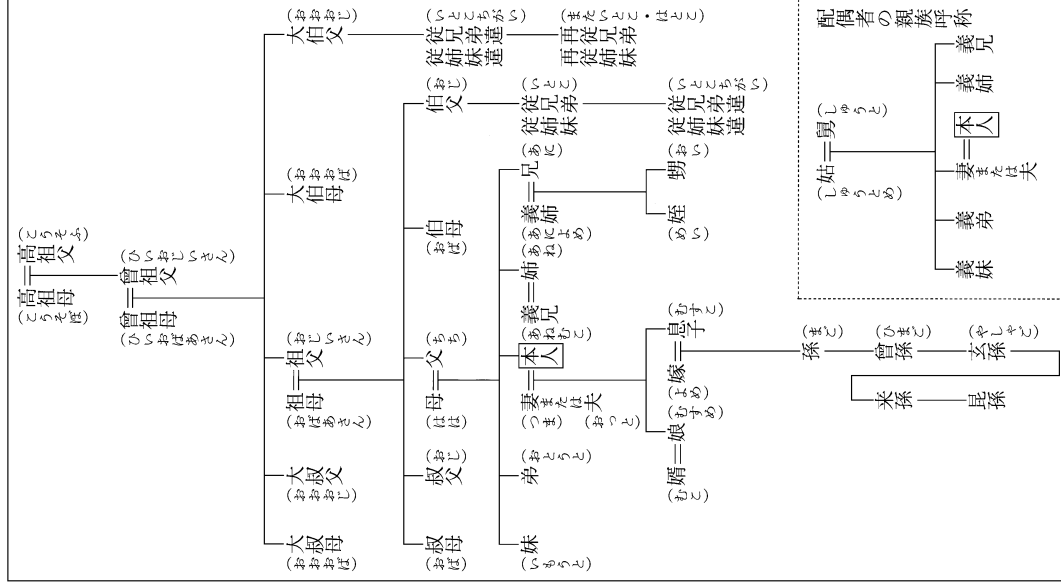 高祖父
(こうそふ)
高祖母
(こうそぼ)
曾祖父
(ひいおじいさん)
曾祖母
(ひいおばあさん)
大伯父
(おおおじ)
大伯母
(おおおば)
祖父
(おじいさん)
祖母
(おばあさん)
大叔父
(おおおじ)
大叔母
(おおおば)
従兄弟違
従姉妹違
(いとこちがい)
再従兄弟
再従姉妹
(またいとこ・はとこ)
伯父
(おじ)
伯母
(おば)
父
(ちち)
母
(はは)
叔父
(おじ)
叔母
(おば)
従兄弟
従姉妹
(いとこ)
従兄弟違
従姉妹違
(いとこちがい)
兄
(あに)
義姉
(あによめ)
姉
(あね)
義兄
(あねむこ)
本人
妻または夫
(つま)
(おっと)
弟
(おとうと)
妹
(いもうと)
甥
(おい)
姪
(めい)
息子
(むすこ)
嫁
(よめ)
娘
(むすめ)
婿
(むこ)
孫
(まご)
曾孫
(ひまご)
玄孫
(やしやご)
来孫
昆孫
配偶者の親族呼称
舅
(しゅうと)
姑
(しゅうとめ)
義兄
義姉
本人
妻または夫
義弟
義妹